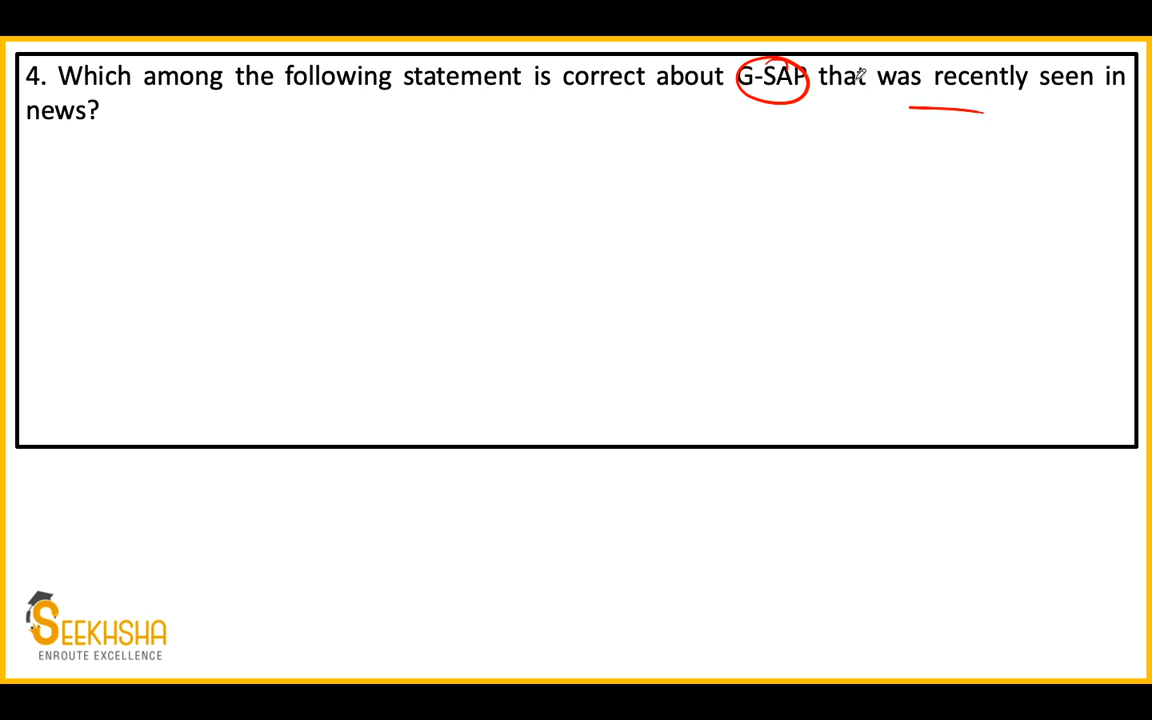 4. Which among the following statement is correct about G-SAP that was recently seen in
news?
SEEKHSHA
ENROUTE EXCELLENCE